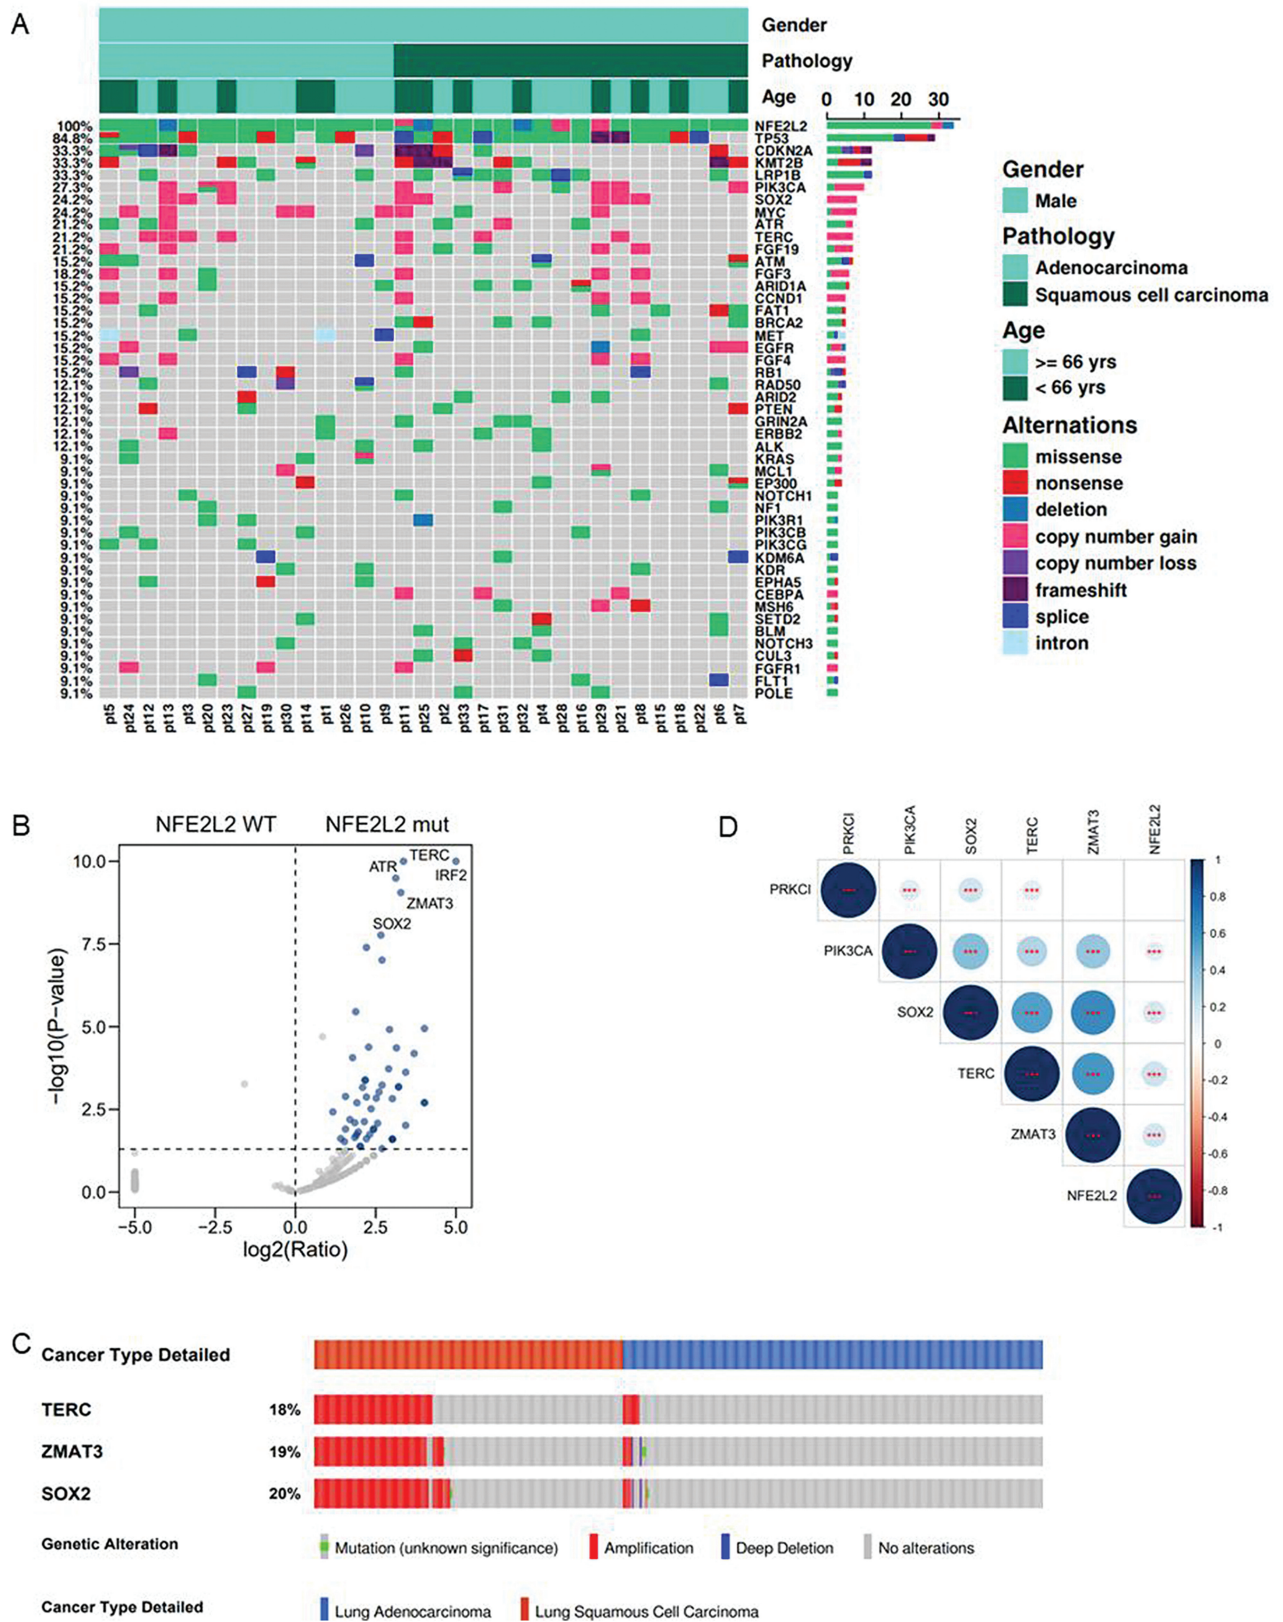 A
Gender
Pathology
Age
0 10 20 30
100% NFE2L2
84.8% TP53
33.3% CDKN2A
33.3% KMT2B
33.3% LRP1B
27.3% PIK3CA
24.2% SOX2
24.2% MYC
21.2% ATR
21.2% TERC
21.2% FGF19
15.2% ATM
18.2% FGF3
15.2% ARID1A
15.2% CCND1
15.2% FAT1
15.2% BRCA2
15.2% MET
15.2% EGFR
15.2% FGF4
15.2% RB1
12.1% RAD50
12.1% ARID2
12.1% PTEN
12.1% GRIN2A
12.1% ERBB2
12.1% ALK
9.1% KRAS
9.1% MCL1
9.1% EP300
9.1% NOTCH1
9.1% NF1
9.1% PIK3R1
9.1% PIK3CB
9.1% PIK3CG
9.1% KDM6A
9.1% KDR
9.1% EPHA5
9.1% CEBPA
9.1% MSH6
9.1% SETD2
9.1% BLM
9.1% NOTCH3
9.1% CUL3
9.1% FGFR1
9.1% FLT1
9.1% POLE
pt5 pt24 pt12 pt13 pt3 pt20 pt23 pt27 pt19 pt30 pt14 pt1 pt26 pt10 pt9 pt11 pt25 pt2 pt33 pt17 pt31 pt32 pt4 pt28 pt16 pt29 pt21 pt8 pt15 pt18 pt22 pt6 pt7
Gender
Male
Pathology
Adenocarcinoma
Squamous cell carcinoma
Age
>= 66 yrs
< 66 yrs
Alternations
missense
nonsense
deletion
copy number gain
copy number loss
frameshift
splice
intron
B
NFE2L2 WT NFE2L2 mut
−log10(P−value)
10.0
7.5
5.0
2.5
0.0
TERC
ATR
IRF2
ZMAT3
SOX2
−5.0 −2.5 0.0 2.5 5.0
log2(Ratio)
D
PRKCI PIK3CA SOX2 TERC ZMAT3 NFE2L2
PRKCI
PIK3CA
SOX2
TERC
ZMAT3
NFE2L2
1
0.8
0.6
0.4
0.2
0
-0.2
-0.4
-0.6
-0.8
-1
C
Cancer Type Detailed
TERC 18%
ZMAT3 19%
SOX2 20%
Genetic Alteration Mutation (unknown significance) Amplification Deep Deletion No alterations
Cancer Type Detailed Lung Adenocarcinoma Lung Squamous Cell Carcinoma